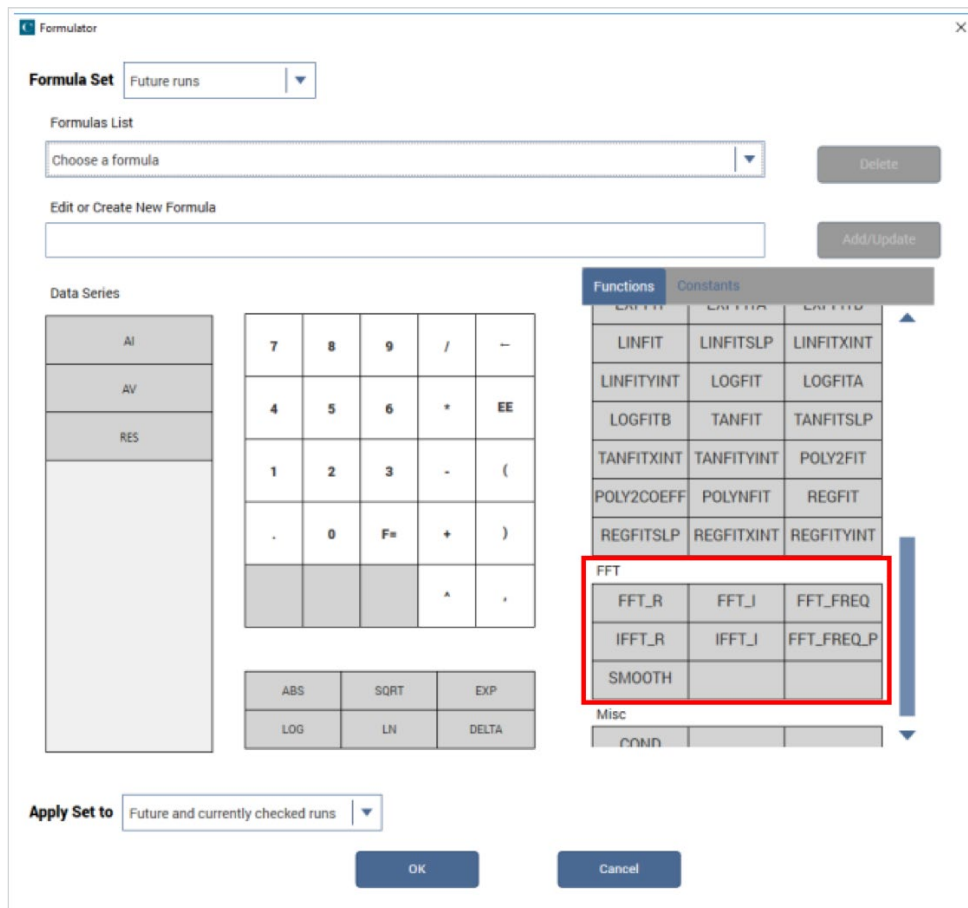 Formulator
Formula Set Future runs
Formulas List
Choose a formula
Delete
Edit or Create New Formula
Add/Update
Data Series
AI
AV
RES
7 8 9 / ←
4 5 6 * EE
1 2 3 - (
. 0 F= + )
^ ,
ABS SQRT EXP
LOG LN DELTA
Functions Constants
LINFIT LINFITSLP LINFITXINT
LINFITYINT LOGFIT LOGFITA
LOGFITB TANFIT TANFITSLP
TANFITXINT TANFITYINT POLY2FIT
POLY2COEFF POLYNFIT REGFIT
REGFITSLP REGFITXINT REGFITYINT
FFT
FFT_R FFT_I FFT_FREQ
IFFT_R IFFT_I FFT_FREQ_P
SMOOTH
Misc
COND
Apply Set to Future and currently checked runs
OK Cancel